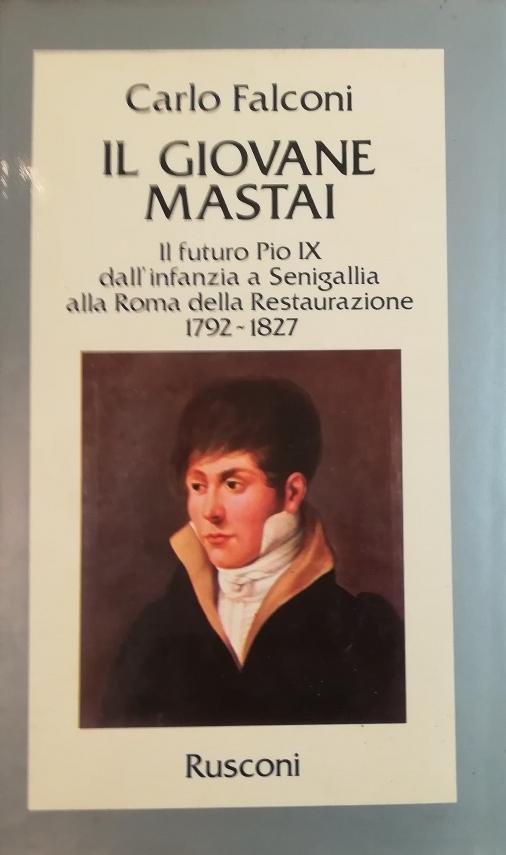 Carlo Falconi
IL GIOVANE
MASTAI
Il futuro Pio IX
dall'infanzia a Senigallia
alla Roma della Restaurazione
1792~1827
Rusconi